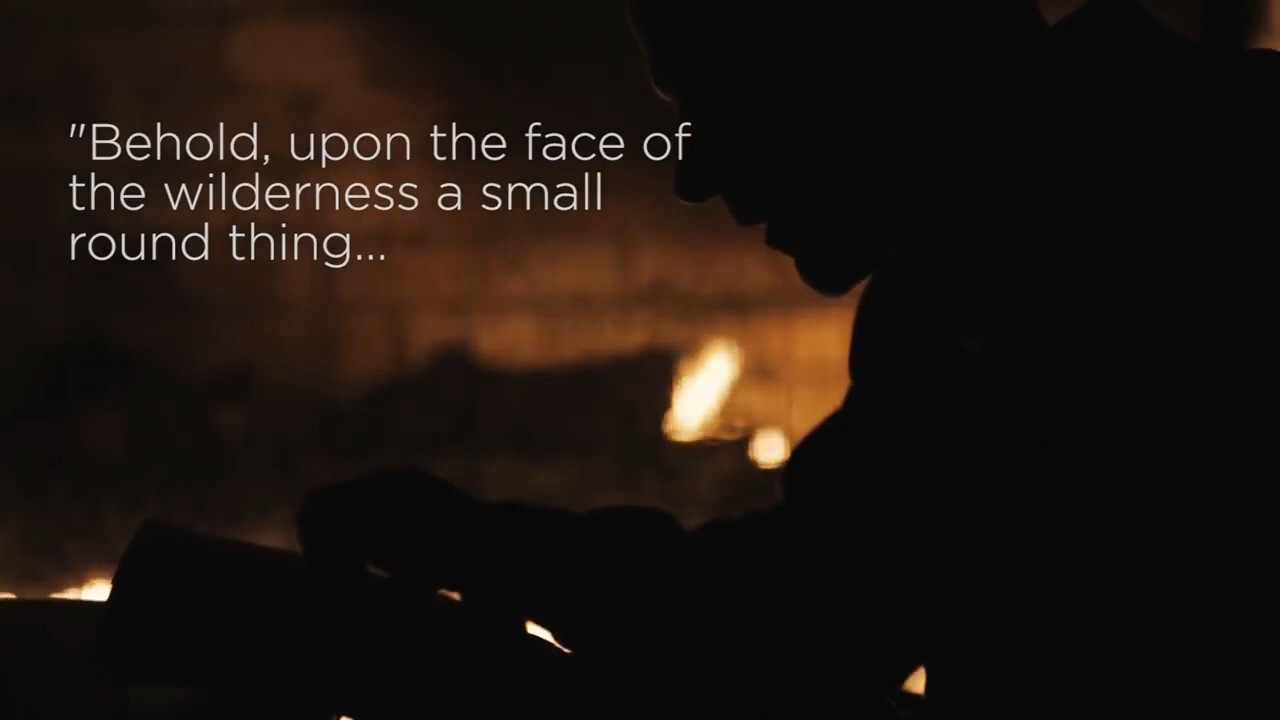 "Behold, upon the face of
the wilderness a small
round thing...